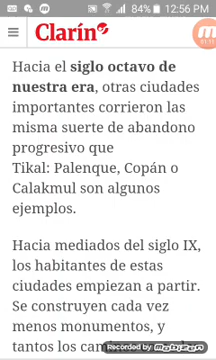 84% 12:56 PM
Clarín
Hacia el siglo octavo de
nuestra era, otras ciudades
importantes corrieron las
misma suerte de abandono
progresivo que
Tikal: Palenque, Copán o
Calakmul son algunos
ejemplos.
Hacia mediados del siglo IX,
los habitantes de estas
ciudades empiezan a partir.
Se construyen cada vez
menos monumentos, y
tantos los
Recorded by mobizen